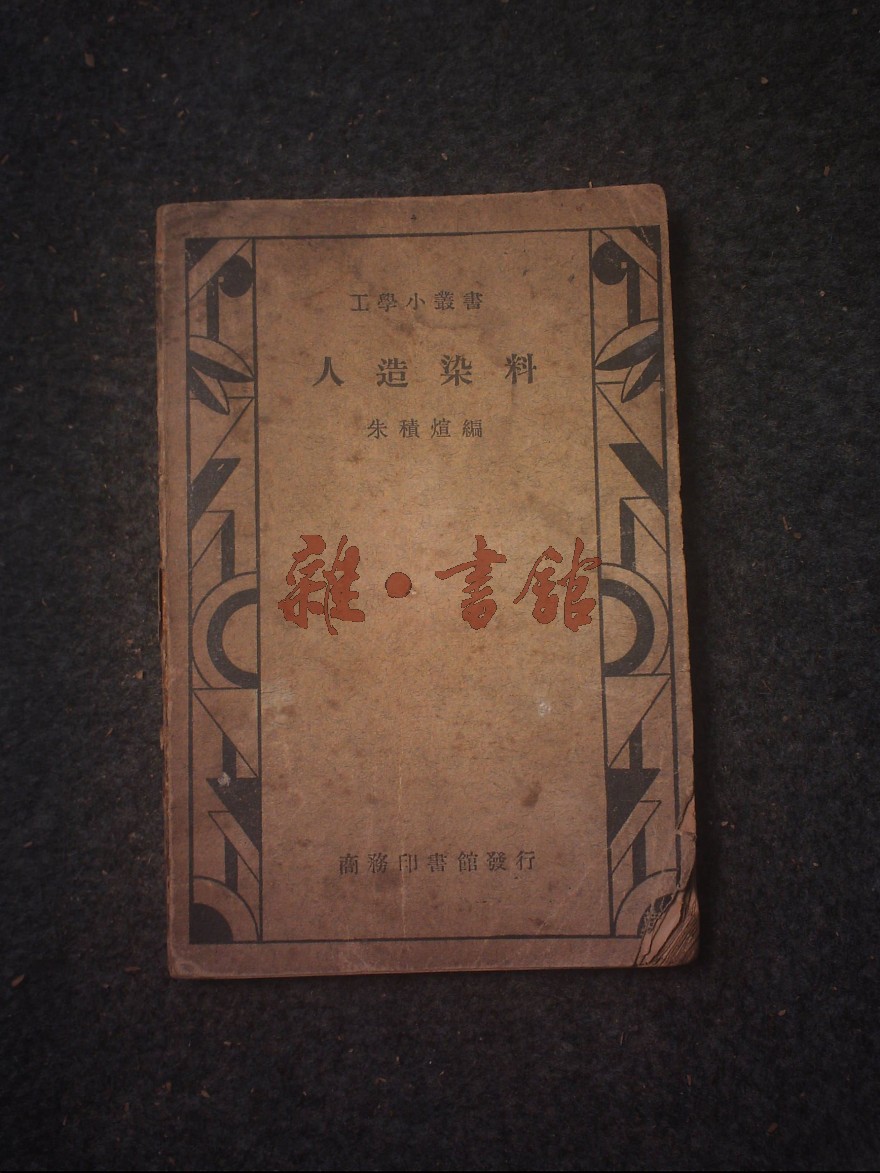 工學小叢書
人造染料
朱積煊編
雜·書館
商務印書館發行